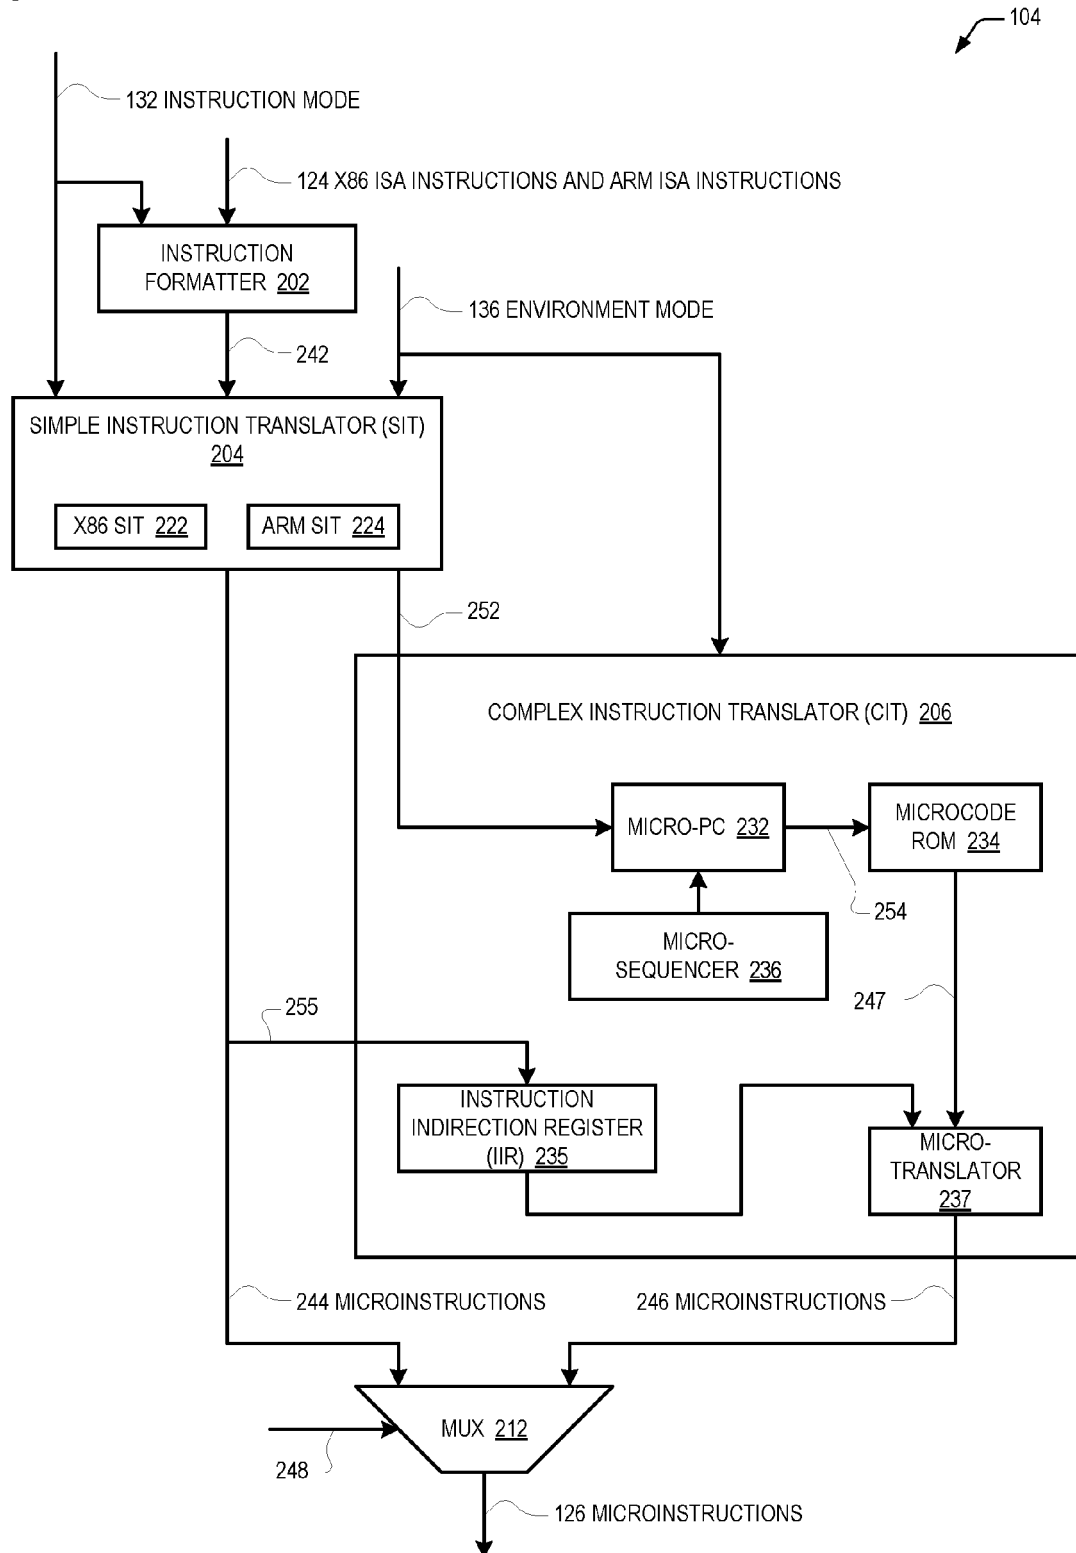 104
132 INSTRUCTION MODE
124 X86 ISA INSTRUCTIONS AND ARM ISA INSTRUCTIONS
INSTRUCTION
FORMATTER 202
136 ENVIRONMENT MODE
242
SIMPLE INSTRUCTION TRANSLATOR (SIT)
204
X86 SIT 222
ARM SIT 224
252
COMPLEX INSTRUCTION TRANSLATOR (CIT) 206
MICRO-PC 232
MICROCODE
ROM 234
254
MICRO-
SEQUENCER 236
247
255
INSTRUCTION
INDIRECTION REGISTER
(IIR) 235
MICRO-
TRANSLATOR
237
244 MICROINSTRUCTIONS
246 MICROINSTRUCTIONS
MUX 212
248
126 MICROINSTRUCTIONS